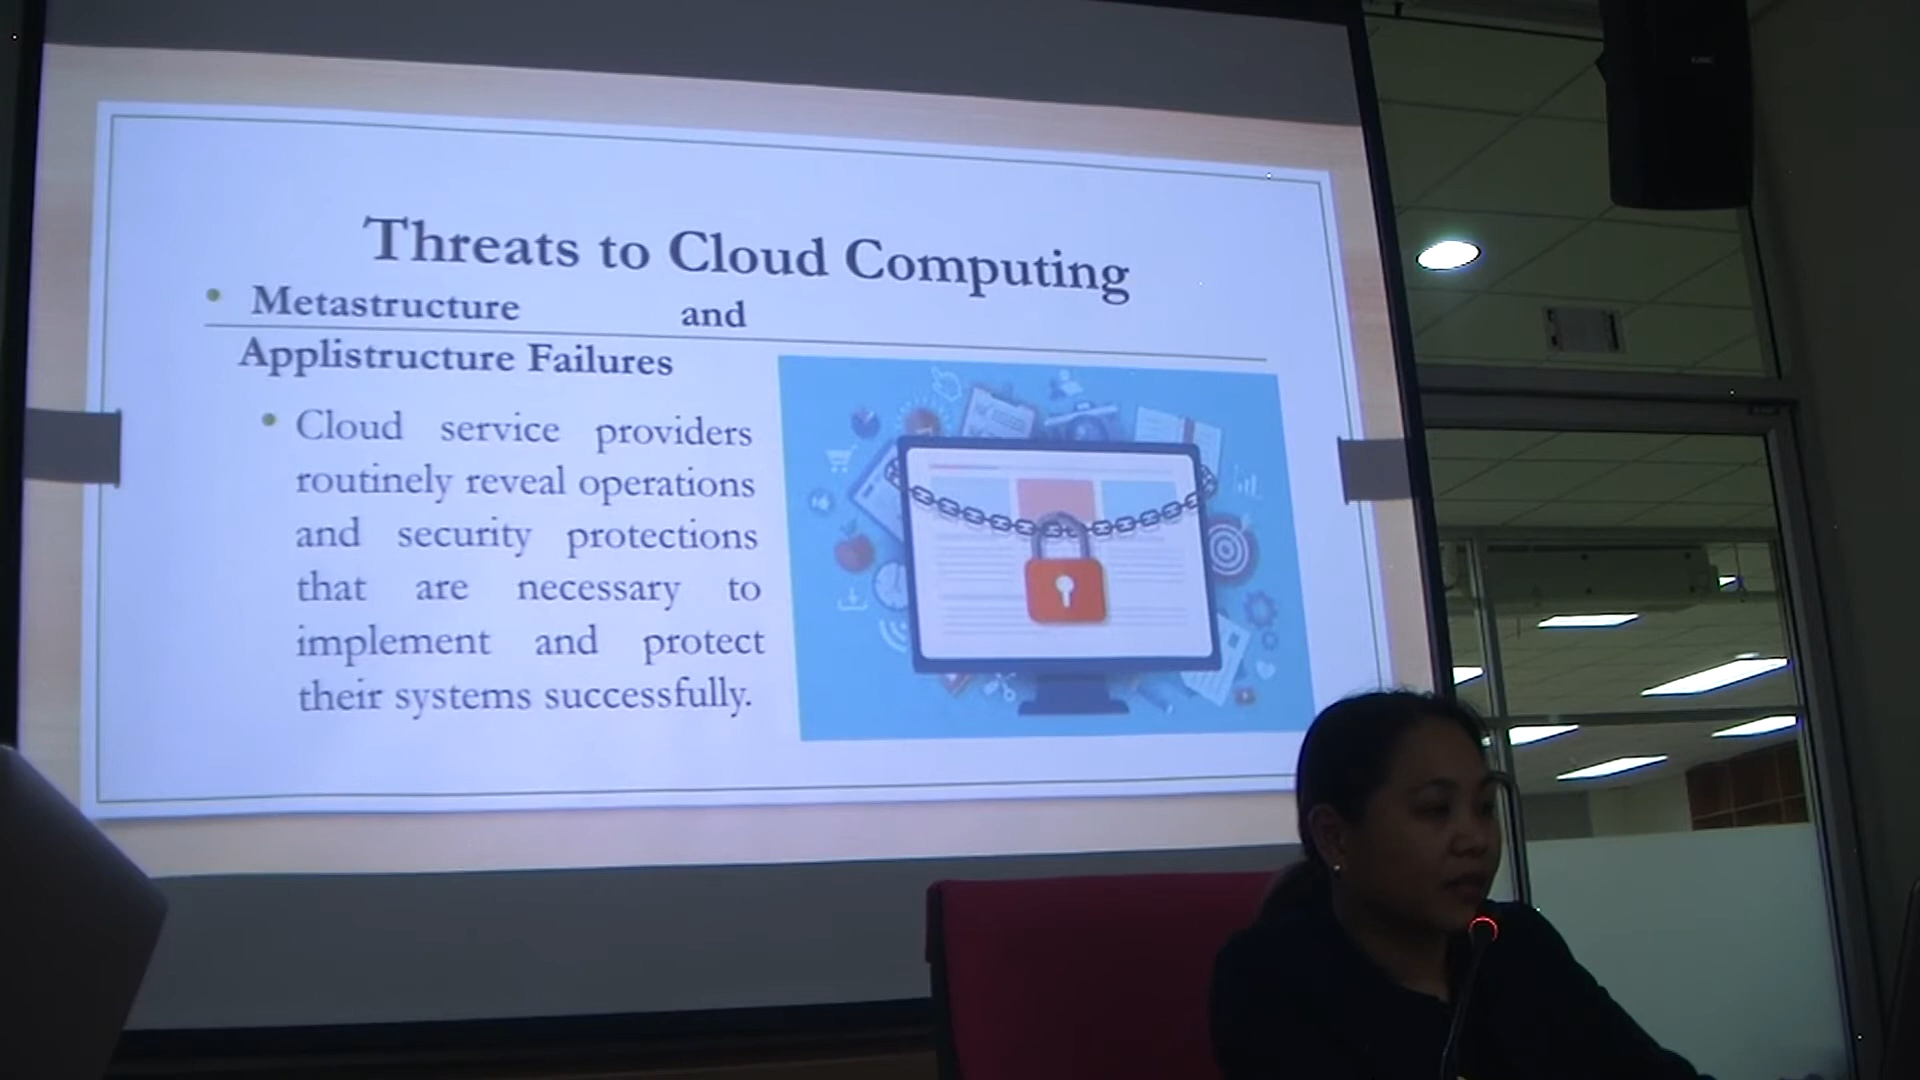 Threats to Cloud Computing
• Metastructure and
Applistructure Failures
• Cloud service providers
routinely reveal operations
and security protections
that are necessary to
implement and protect
their systems successfully.